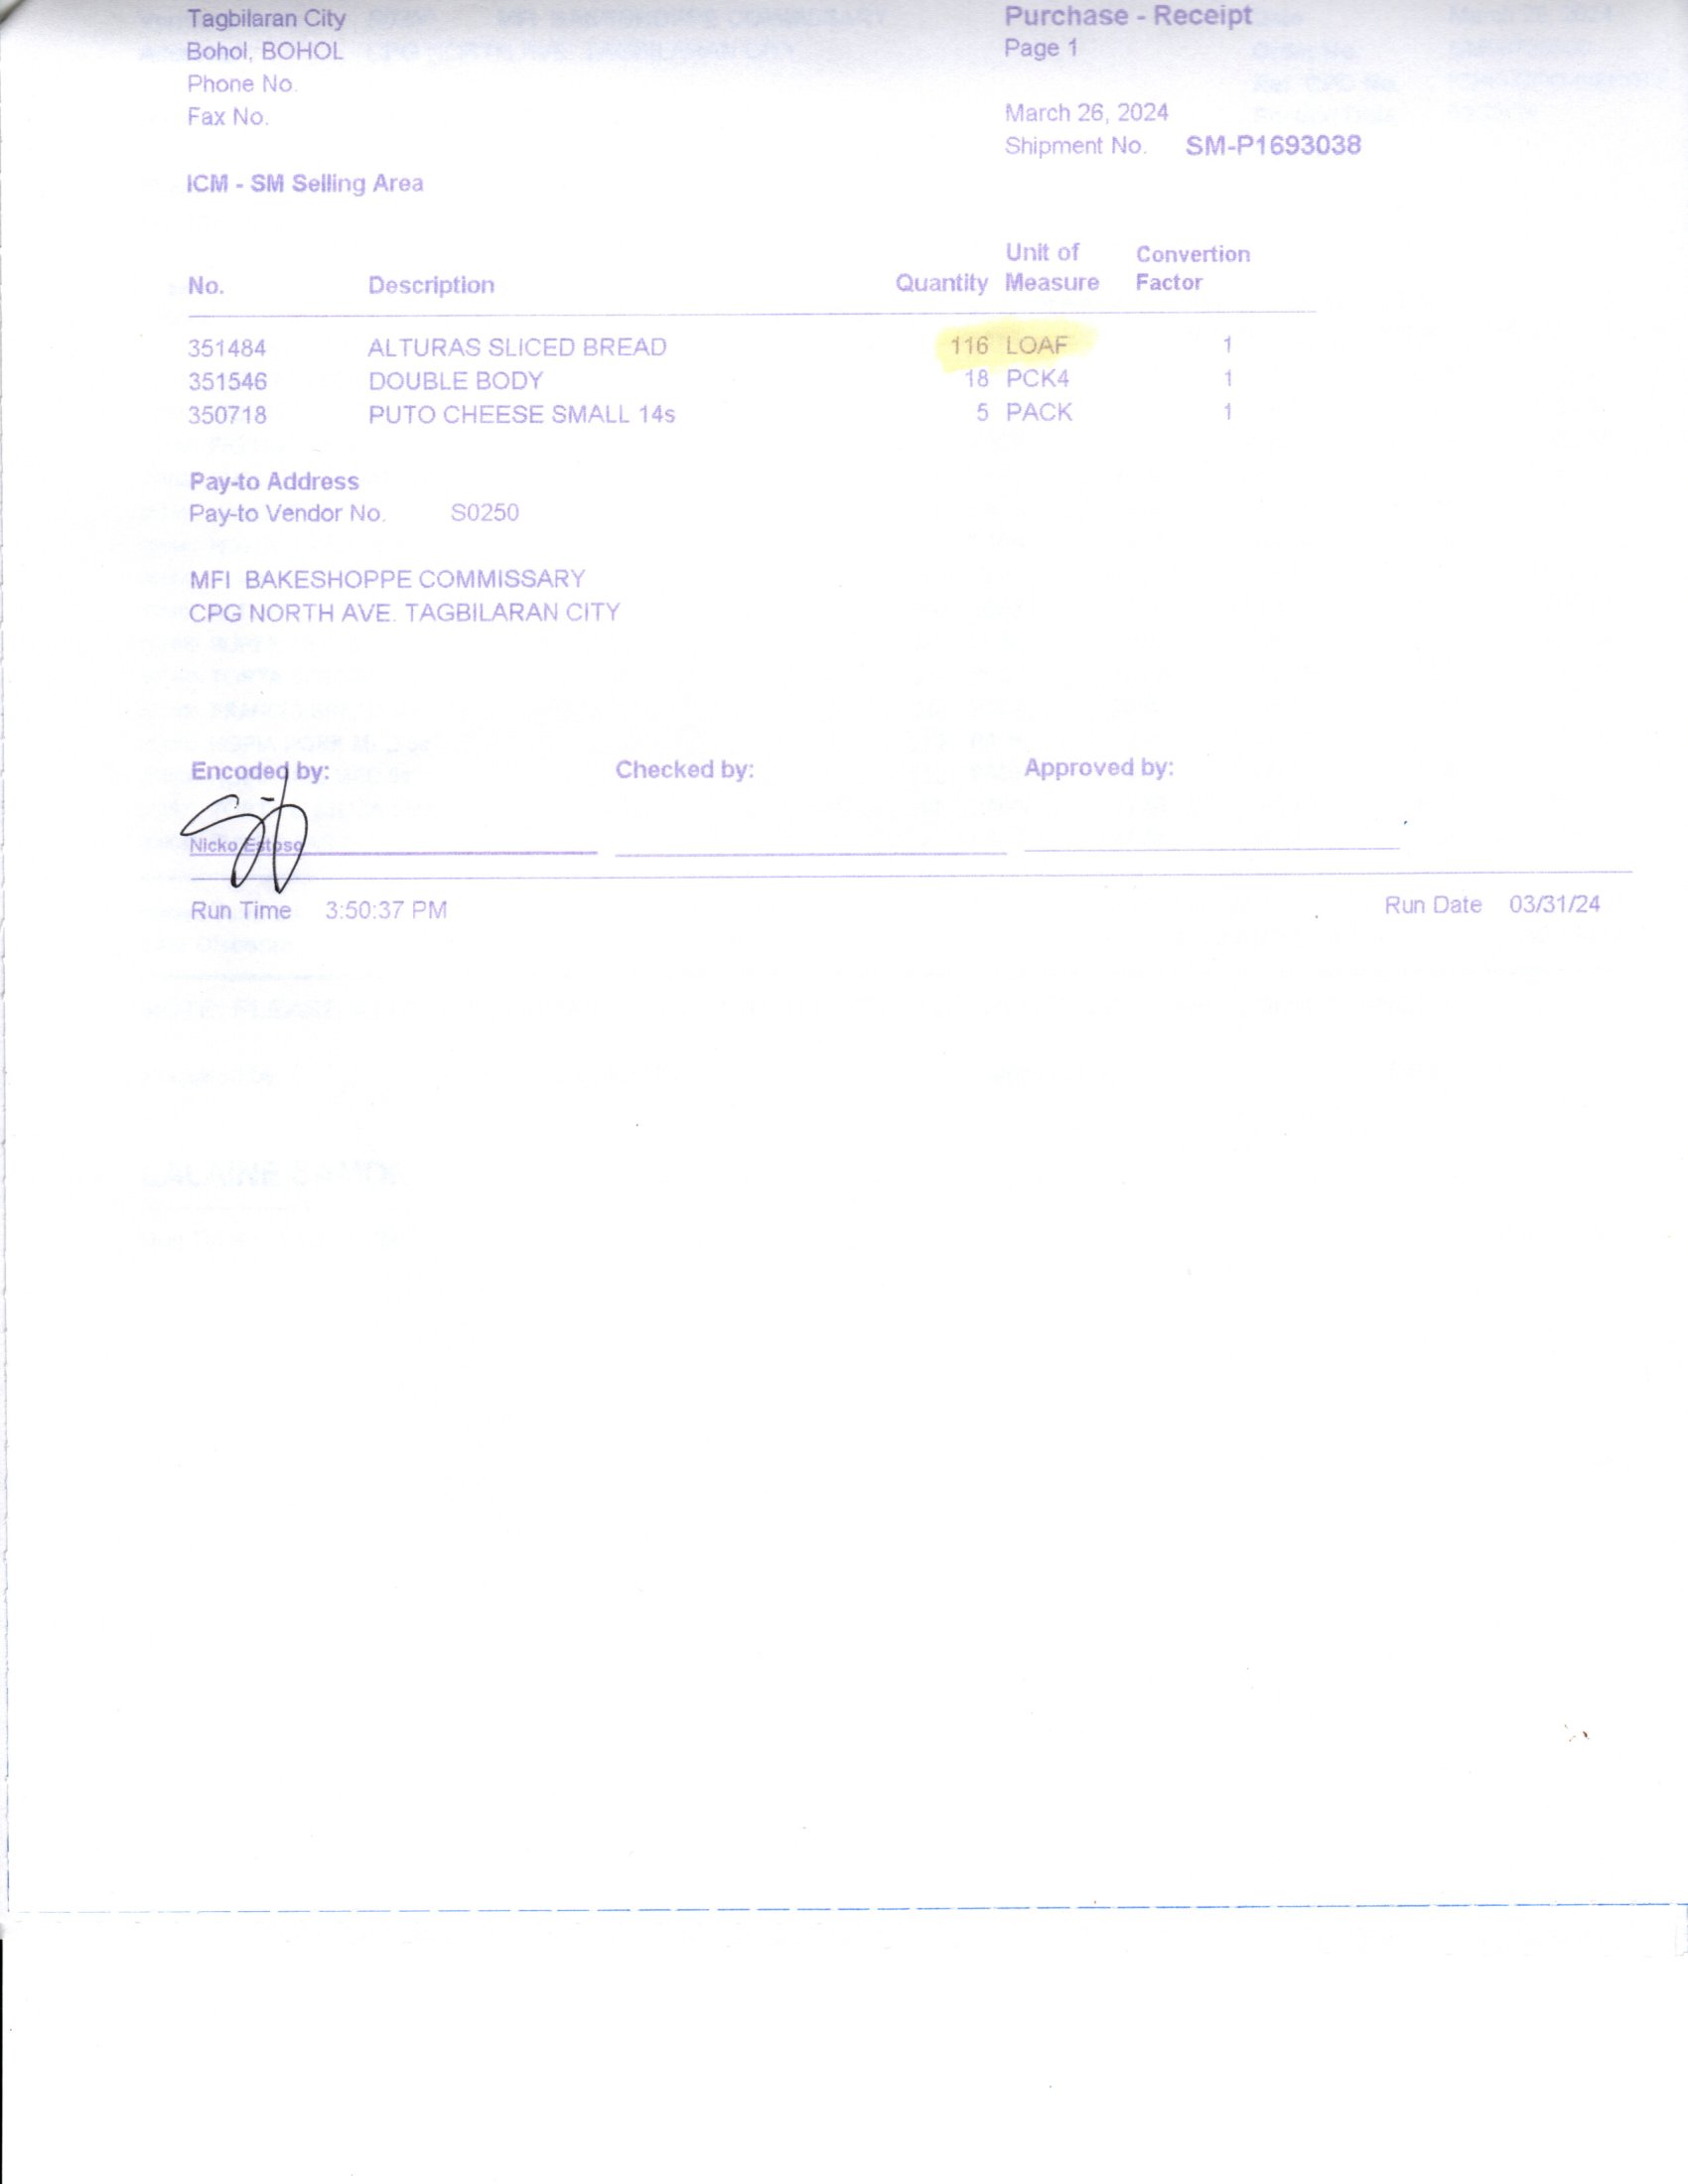 Tagbilaran City
Bohol, BOHOL
Phone No.
Fax No.
Purchase - Receipt
Page 1
March 26, 2024
Shipment No. SM-P1693038
ICM - SM Selling Area
No. Description Quantity Unit of Measure Convertion Factor
351484 ALTURAS SLICED BREAD 116 LOAF 1
351546 DOUBLE BODY 18 PCK4 1
350718 PUTO CHEESE SMALL 14s 5 PACK 1
Pay-to Address
Pay-to Vendor No. S0250
MFI BAKESHOPPE COMMISSARY
CPG NORTH AVE. TAGBILARAN CITY
Encoded by: Checked by: Approved by:
Nicko Estoso
Run Time 3:50:37 PM Run Date 03/31/24